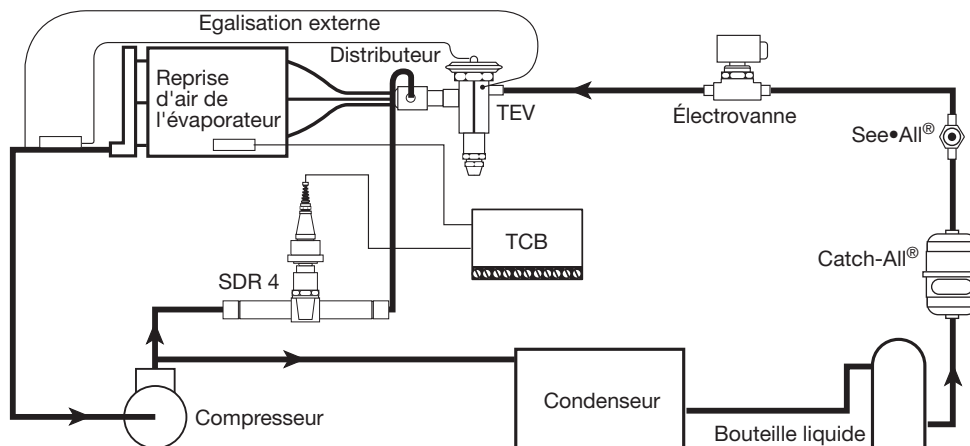 Egalisation externe
Distributeur
Reprise
d'air de
l'évaporateur
TEV
Électrovanne
See•All®
SDR 4
TCB
Catch-All®
Compresseur
Condenseur
Bouteille liquide